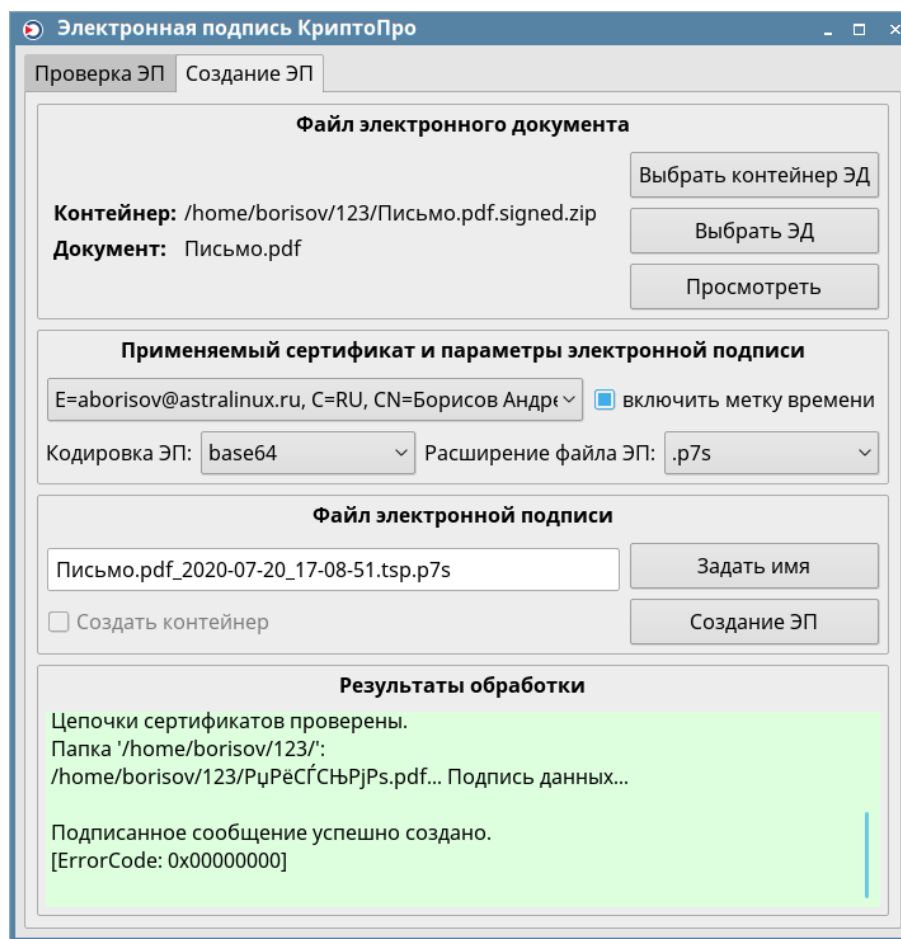 Электронная подпись КриптоПро
Проверка ЭП Создание ЭП
Файл электронного документа
Выбрать контейнер ЭД
Контейнер: /home/borisov/123/Письмо.pdf.signed.zip
Выбрать ЭД
Документ: Письмо.pdf
Просмотреть
Применяемый сертификат и параметры электронной подписи
E=aborisov@astralinux.ru, C=RU, CN=Борисов Андре включить метку времени
Кодировка ЭП: base64 Расширение файла ЭП: .p7s
Файл электронной подписи
Письмо.pdf_2020-07-20_17-08-51.tsp.p7s Задать имя
Создать контейнер Создание ЭП
Результаты обработки
Цепочки сертификатов проверены.
Папка '/home/borisov/123/':
/home/borisov/123/РџРёСЃСЊРјРѕ.pdf... Подпись данных...
Подписанное сообщение успешно создано.
[ErrorCode: 0x00000000]